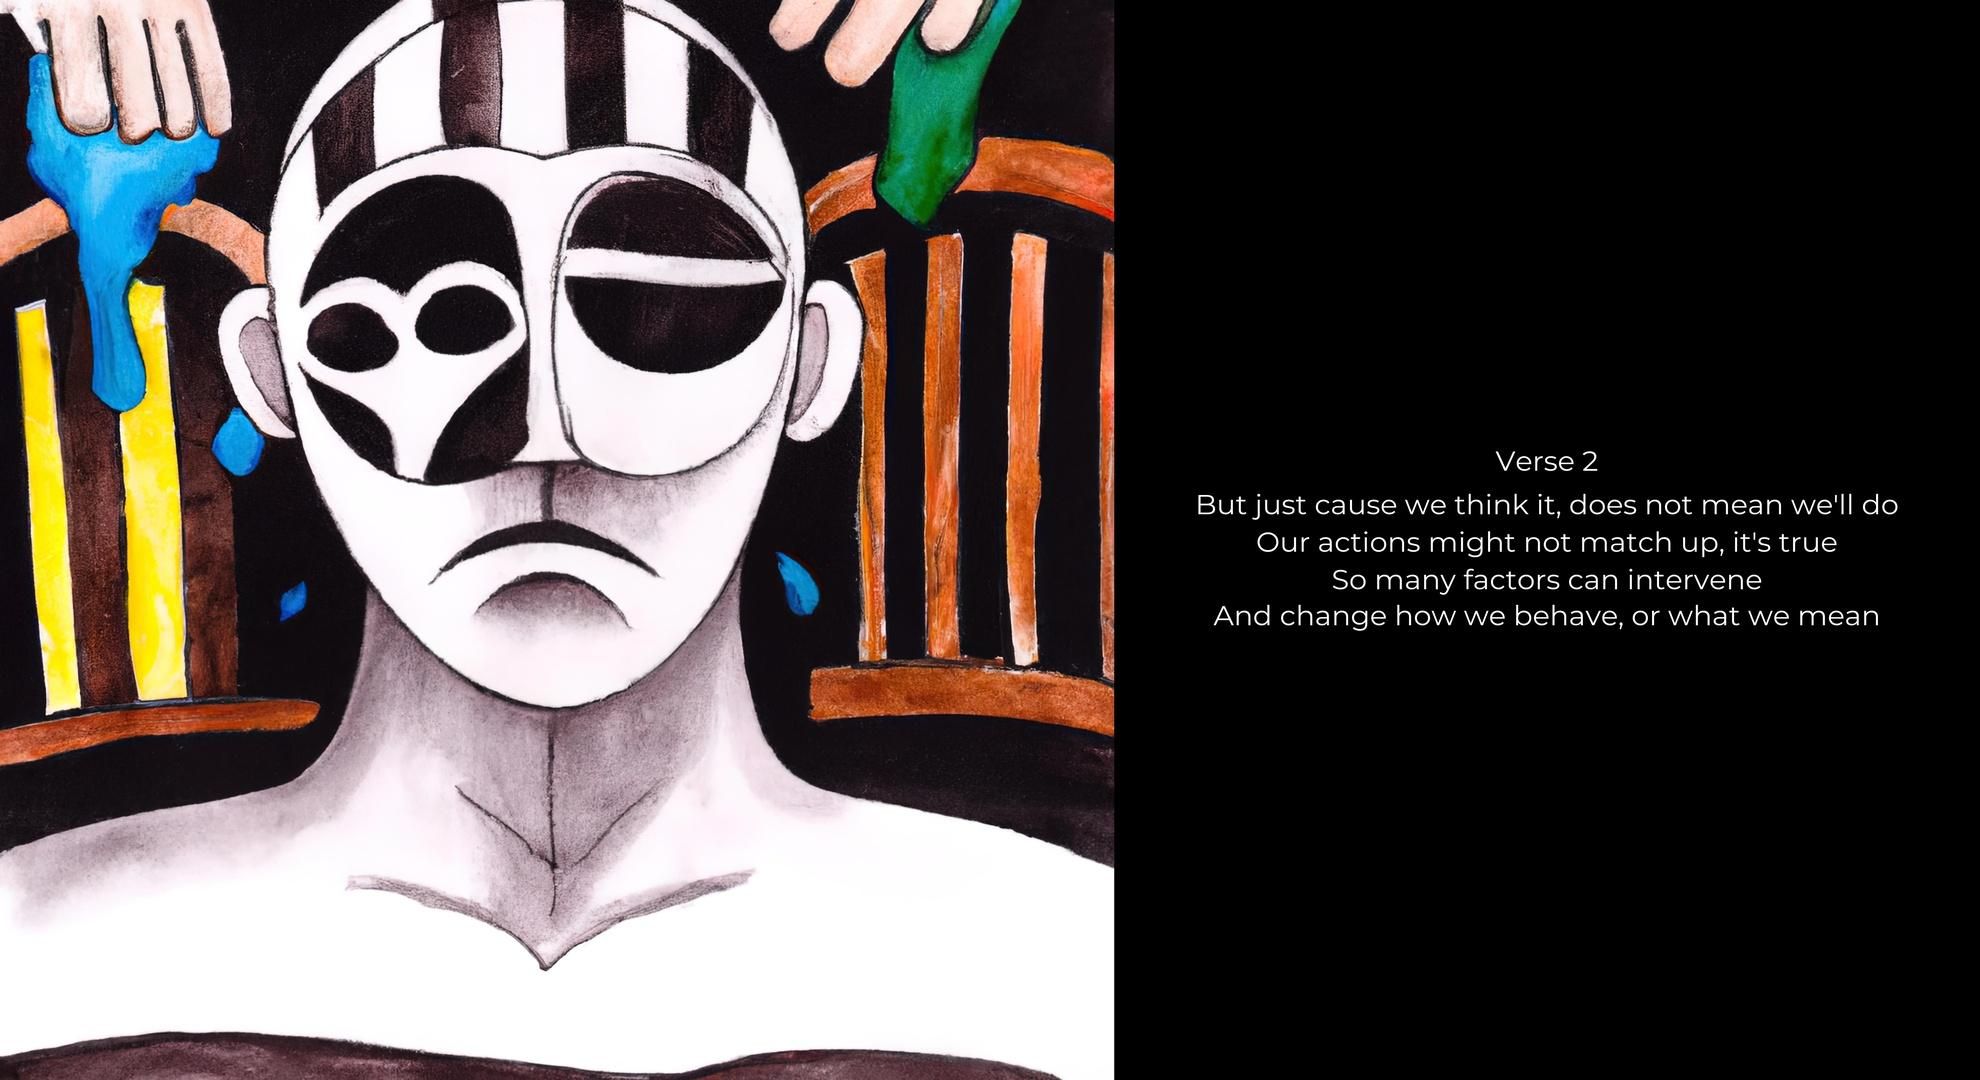 Verse 2
But just cause we think it, does not mean we'll do
Our actions might not match up, it's true
So many factors can intervene
And change how we behave, or what we mean